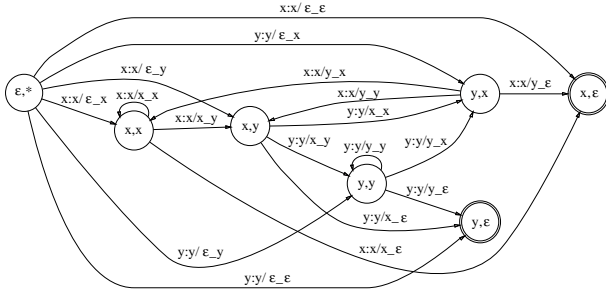 x:x/ ε_ε
y:y/ ε_x
x:x/ ε_y
x:x/y_x
ε,*
x:x/x_x
x:x/y_y
y,x
x:x/y_ε
x,ε
x:x/ ε_x
x,x
x:x/x_y
x,y
y:y/x_x
y:y/x_y
y:y/y_y
y:y/y_x
y,y
y:y/y_ε
y:y/x_ε
y,ε
y:y/ ε_y
x:x/x_ε
y:y/ ε_ε